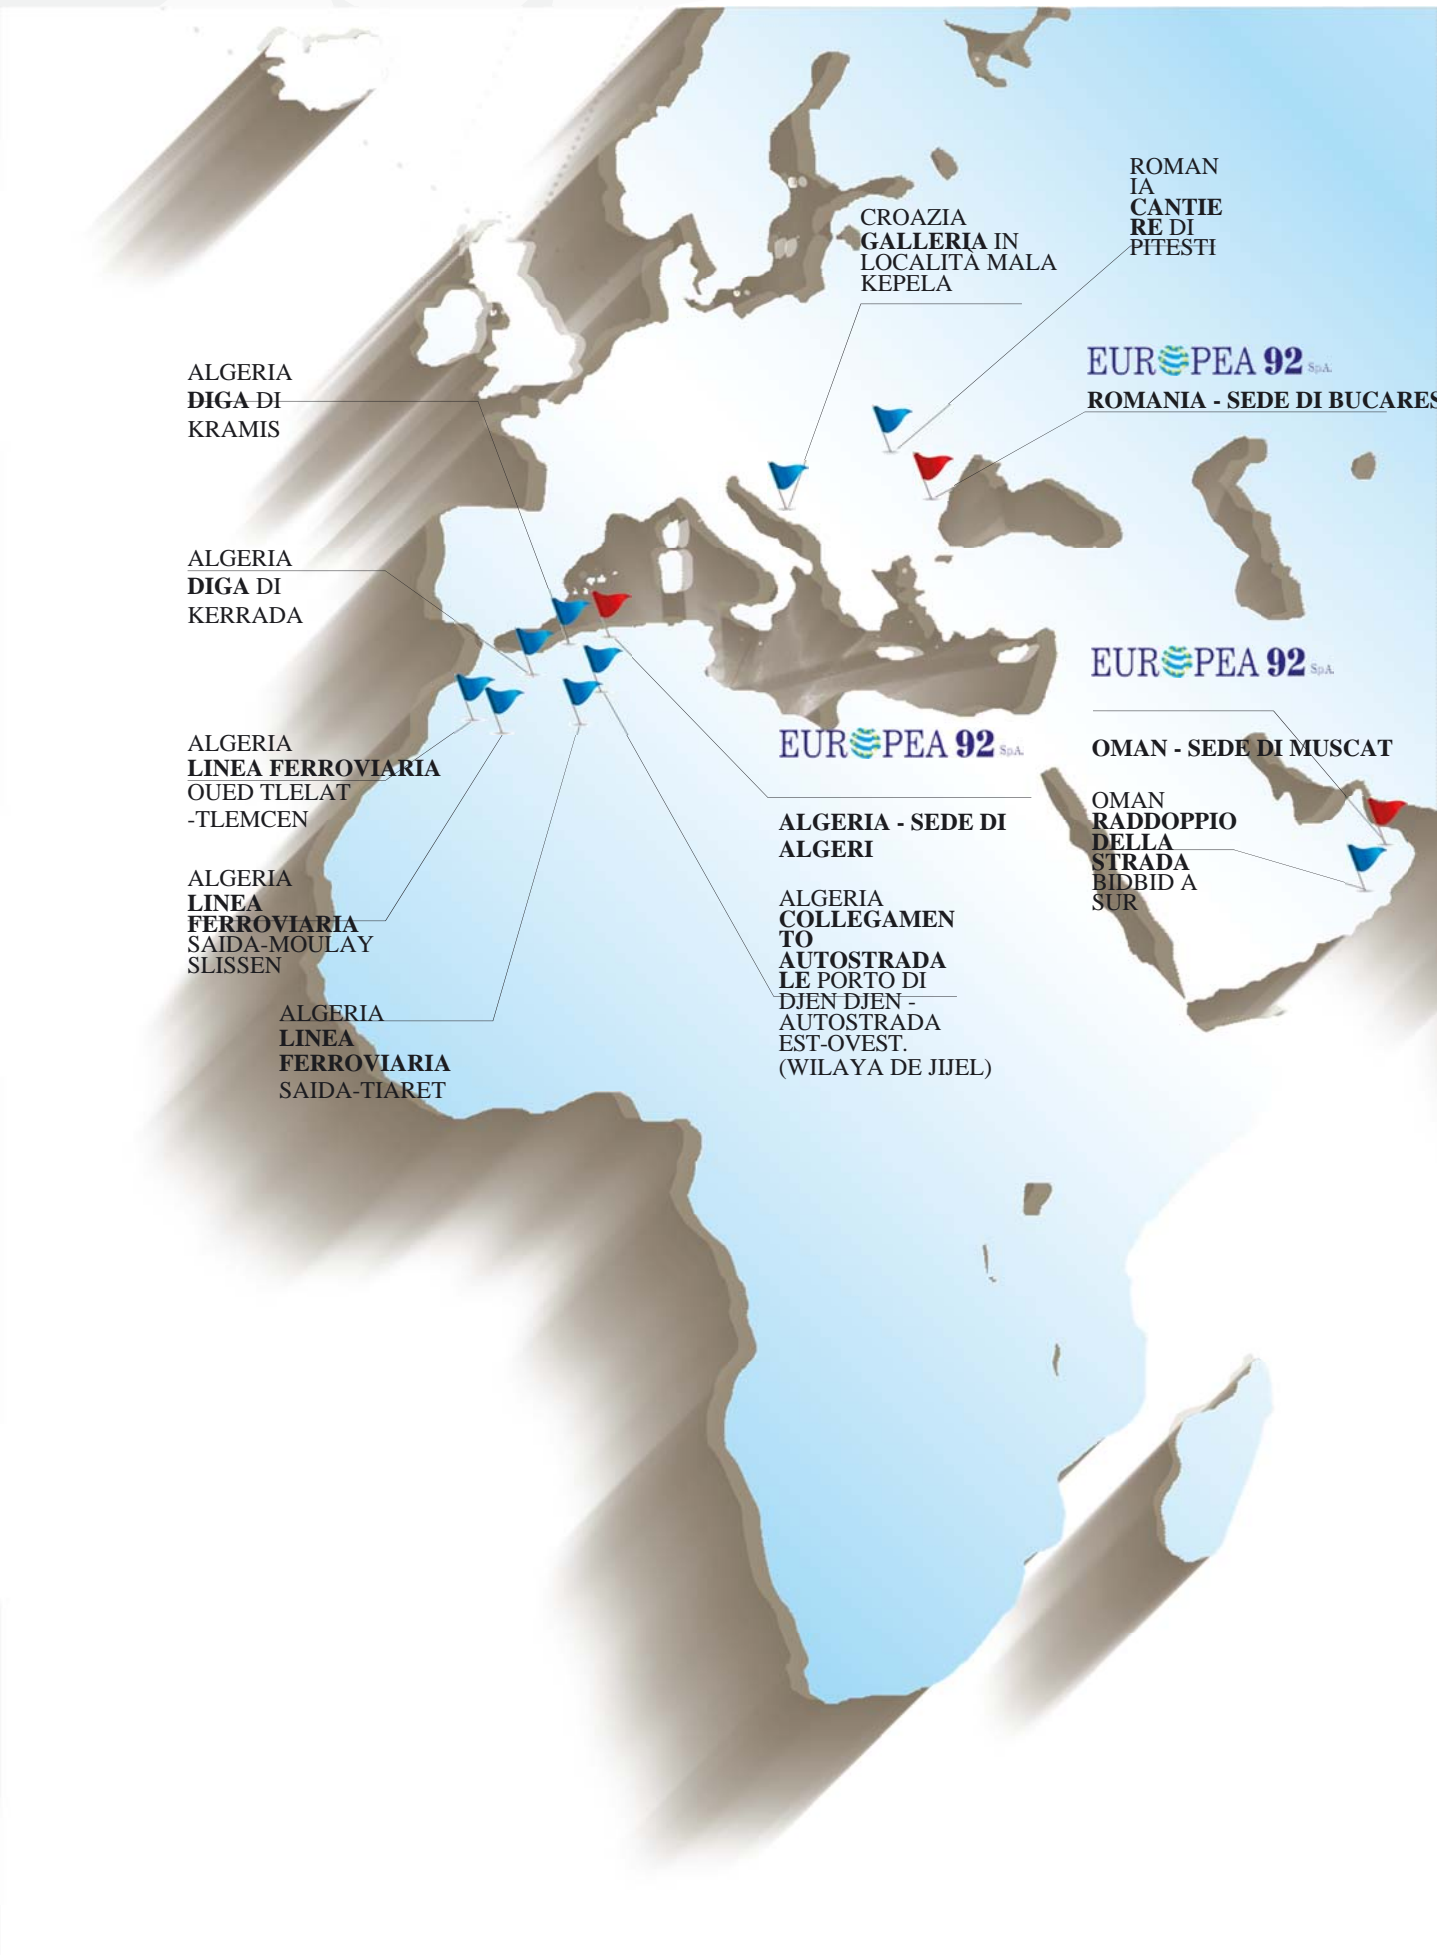 ROMAN
IA
CANTIE
RE DI
PITESTI
CROAZIA
GALLERIA IN
LOCALITÀ MALA
KEPELA
EUROPEA 92 SpA.
ROMANIA - SEDE DI BUCARES
ALGERIA
DIGA DI
KRAMIS
ALGERIA
DIGA DI
KERRADA
EUROPEA 92 SpA.
OMAN - SEDE DI MUSCAT
OMAN
RADDOPPIO
DELLA
STRADA
BIDBID A
SUR
ALGERIA
LINEA FERROVIARIA
OUED TLELAT
-TLEMCEN
EUROPEA 92 SpA.
ALGERIA - SEDE DI
ALGERI
ALGERIA
LINEA
FERROVIARIA
SAIDA-MOULAY
SLISSEN
ALGERIA
COLLEGAMEN
TO
AUTOSTRADA
LE PORTO DI
DJEN DJEN -
AUTOSTRADA
EST-OVEST.
(WILAYA DE JIJEL)
ALGERIA
LINEA
FERROVIARIA
SAIDA-TIARET